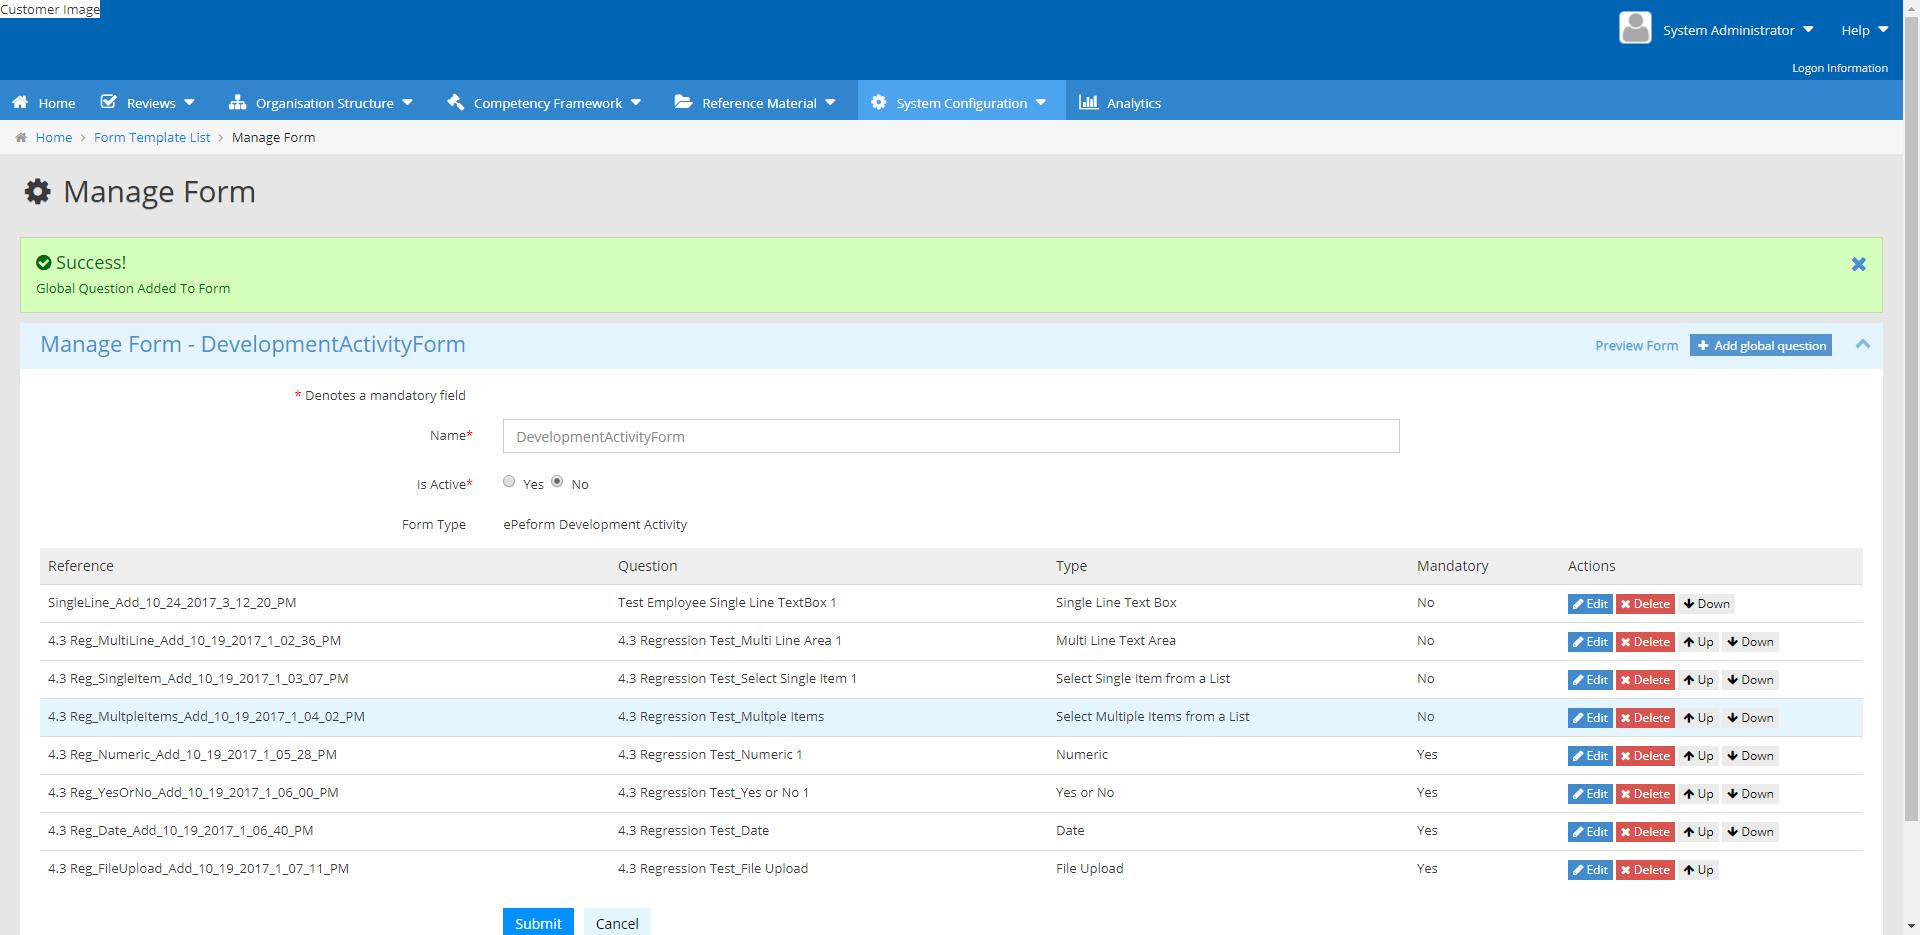 Customer Image
System Administrator Help
Logon Information
Home Reviews Organisation Structure Competency Framework Reference Material System Configuration Analytics
Home > Form Template List > Manage Form
Manage Form
Success!
Global Question Added To Form
Manage Form - DevelopmentActivityForm Preview Form + Add global question
* Denotes a mandatory field
Name* DevelopmentActivityForm
Is Active* Yes No
Form Type ePeform Development Activity
Reference Question Type Mandatory Actions
SingleLine_Add_10_24_2017_3_12_20_PM Test Employee Single Line TextBox 1 Single Line Text Box No Edit Delete Down
4.3 Reg_MultiLine_Add_10_19_2017_1_02_36_PM 4.3 Regression Test_Multi Line Area 1 Multi Line Text Area No Edit Delete Up Down
4.3 Reg_SingleItem_Add_10_19_2017_1_03_07_PM 4.3 Regression Test_Select Single Item 1 Select Single Item from a List No Edit Delete Up Down
4.3 Reg_MultpleItems_Add_10_19_2017_1_04_02_PM 4.3 Regression Test_Multple Items Select Multiple Items from a List No Edit Delete Up Down
4.3 Reg_Numeric_Add_10_19_2017_1_05_28_PM 4.3 Regression Test_Numeric 1 Numeric Yes Edit Delete Up Down
4.3 Reg_YesOrNo_Add_10_19_2017_1_06_00_PM 4.3 Regression Test_Yes or No 1 Yes or No Yes Edit Delete Up Down
4.3 Reg_Date_Add_10_19_2017_1_06_40_PM 4.3 Regression Test_Date Date Yes Edit Delete Up Down
4.3 Reg_FileUpload_Add_10_19_2017_1_07_11_PM 4.3 Regression Test_File Upload File Upload Yes Edit Delete Up
Submit Cancel